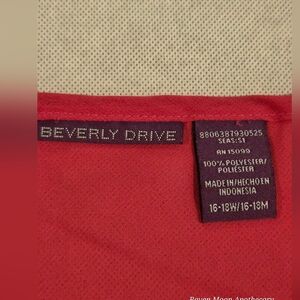 BEVERLY DRIVE
8806387930525
SEAS:S1
RN 15099
100% POLYESTER/
POLIÉSTER
MADE IN/HECHO EN
INDONESIA
16-18W/16-18M
Raven Moon Apothecary